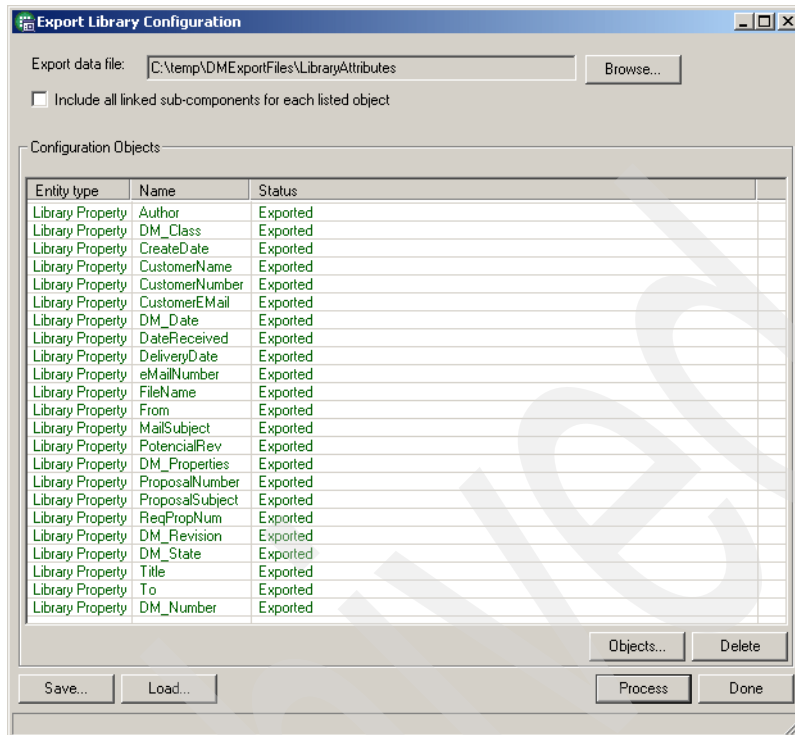 Export Library Configuration
Export data file: C:\temp\DMExportFiles\LibraryAttributes Browse...
Include all linked sub-components for each listed object
Configuration Objects
Entity type Name Status
Library Property Author Exported
Library Property DM_Class Exported
Library Property CreateDate Exported
Library Property CustomerName Exported
Library Property CustomerNumber Exported
Library Property CustomerEMail Exported
Library Property DM_Date Exported
Library Property DateReceived Exported
Library Property DeliveryDate Exported
Library Property eMailNumber Exported
Library Property FileName Exported
Library Property From Exported
Library Property MailSubject Exported
Library Property PotencialRev Exported
Library Property DM_Properties Exported
Library Property ProposalNumber Exported
Library Property ProposalSubject Exported
Library Property ReqPropNum Exported
Library Property DM_Revision Exported
Library Property DM_State Exported
Library Property Title Exported
Library Property To Exported
Library Property DM_Number Exported
Objects... Delete
Save... Load... Process Done